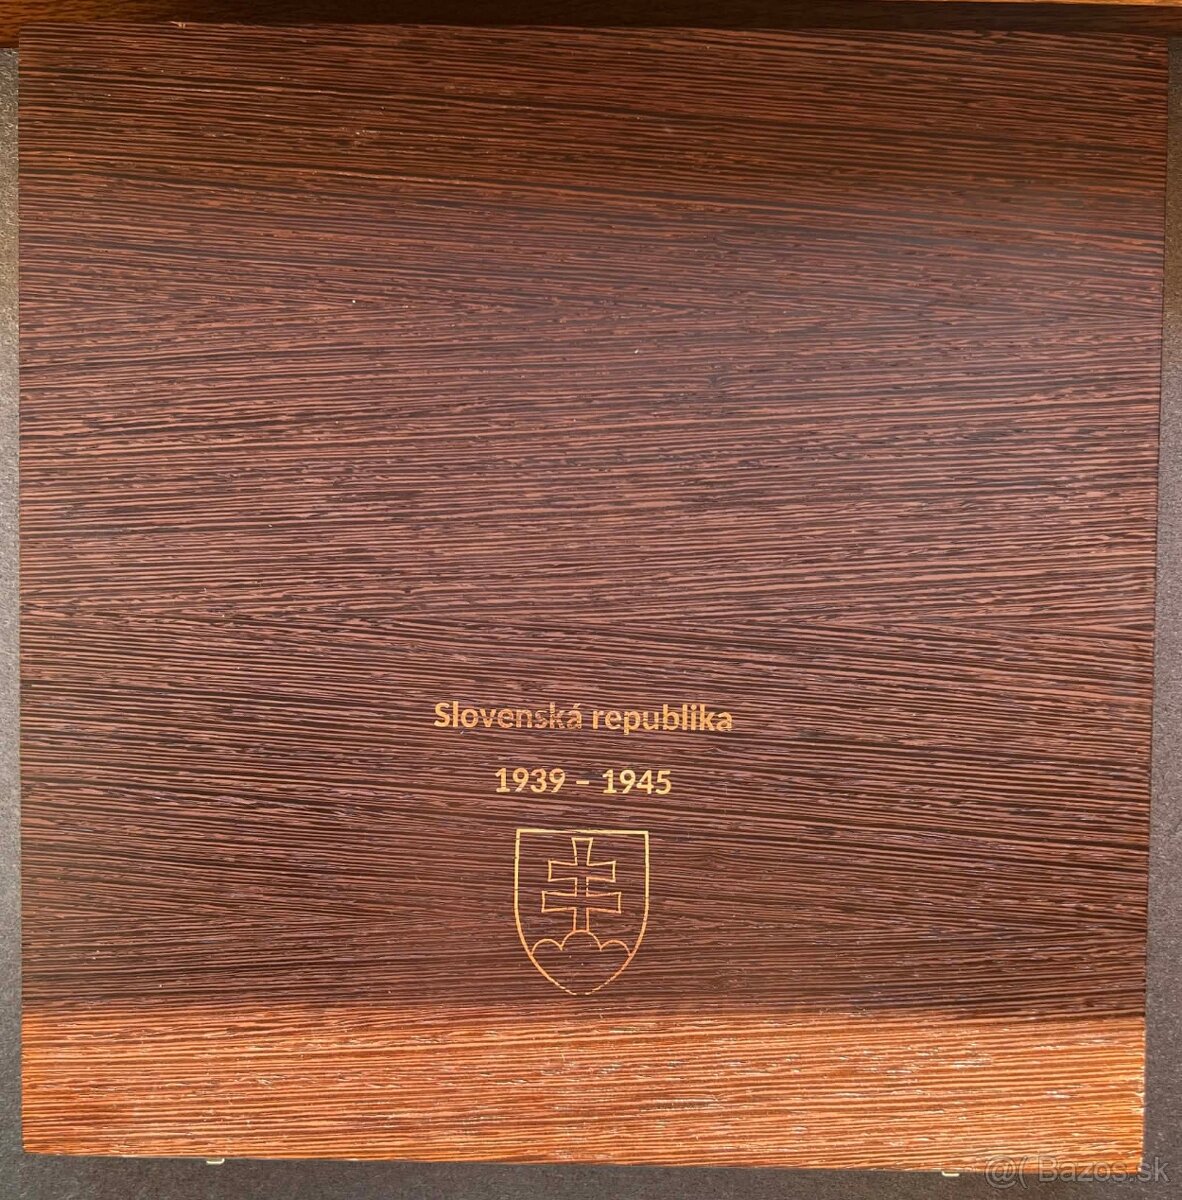 Slovenská republika
1939 – 1945
@( Bazos.sk